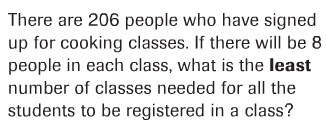 There are 206 people who have signed
up for cooking classes. If there will be 8
people in each class, what is the least
number of classes needed for all the
students to be registered in a class?